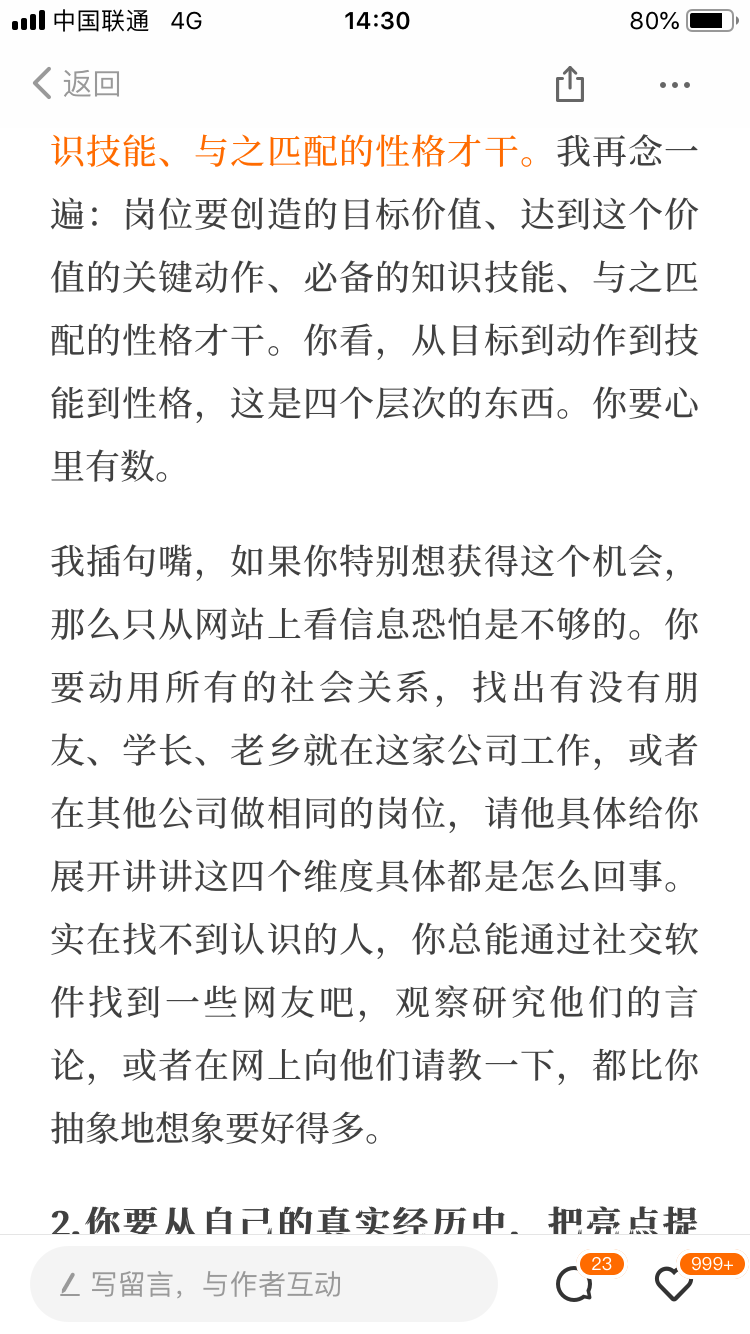 中国联通 4G 14:30 80%
返回
识技能、与之匹配的性格才干。我再念一
遍：岗位要创造的目标价值、达到这个价
值的关键动作、必备的知识技能、与之匹
配的性格才干。你看，从目标到动作到技
能到性格，这是四个层次的东西。你要心
里有数。
我插句嘴，如果你特别想获得这个机会，
那么只从网站上看信息恐怕是不够的。你
要动用所有的社会关系，找出有没有朋
友、学长、老乡就在这家公司工作，或者
在其他公司做相同的岗位，请他具体给你
展开讲讲这四个维度具体都是怎么回事。
实在找不到认识的人，你总能通过社交软
件找到一些网友吧，观察研究他们的言
论，或者在网上向他们请教一下，都比你
抽象地想象要好得多。
2.你要从自己的真实经历中，把亮点提
写留言，与作者互动 23 999+